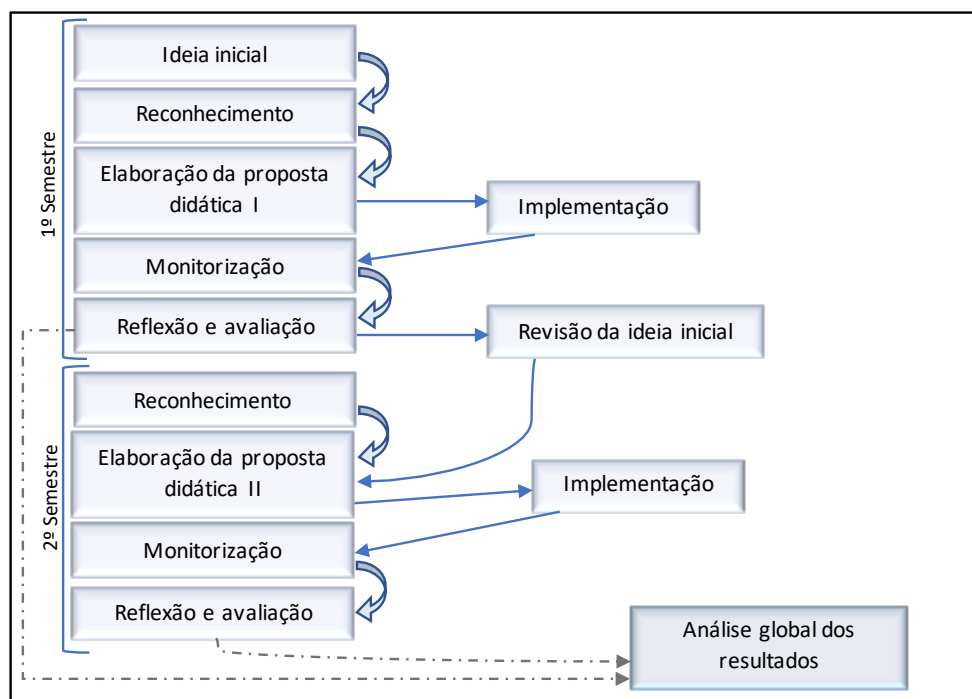 1º Semestre
Ideia inicial
Reconhecimento
Elaboração da proposta
didática I
Implementação
Monitorização
Reflexão e avaliação
Revisão da ideia inicial
2º Semestre
Reconhecimento
Elaboração da proposta
didática II
Implementação
Monitorização
Reflexão e avaliação
Análise global dos
resultados